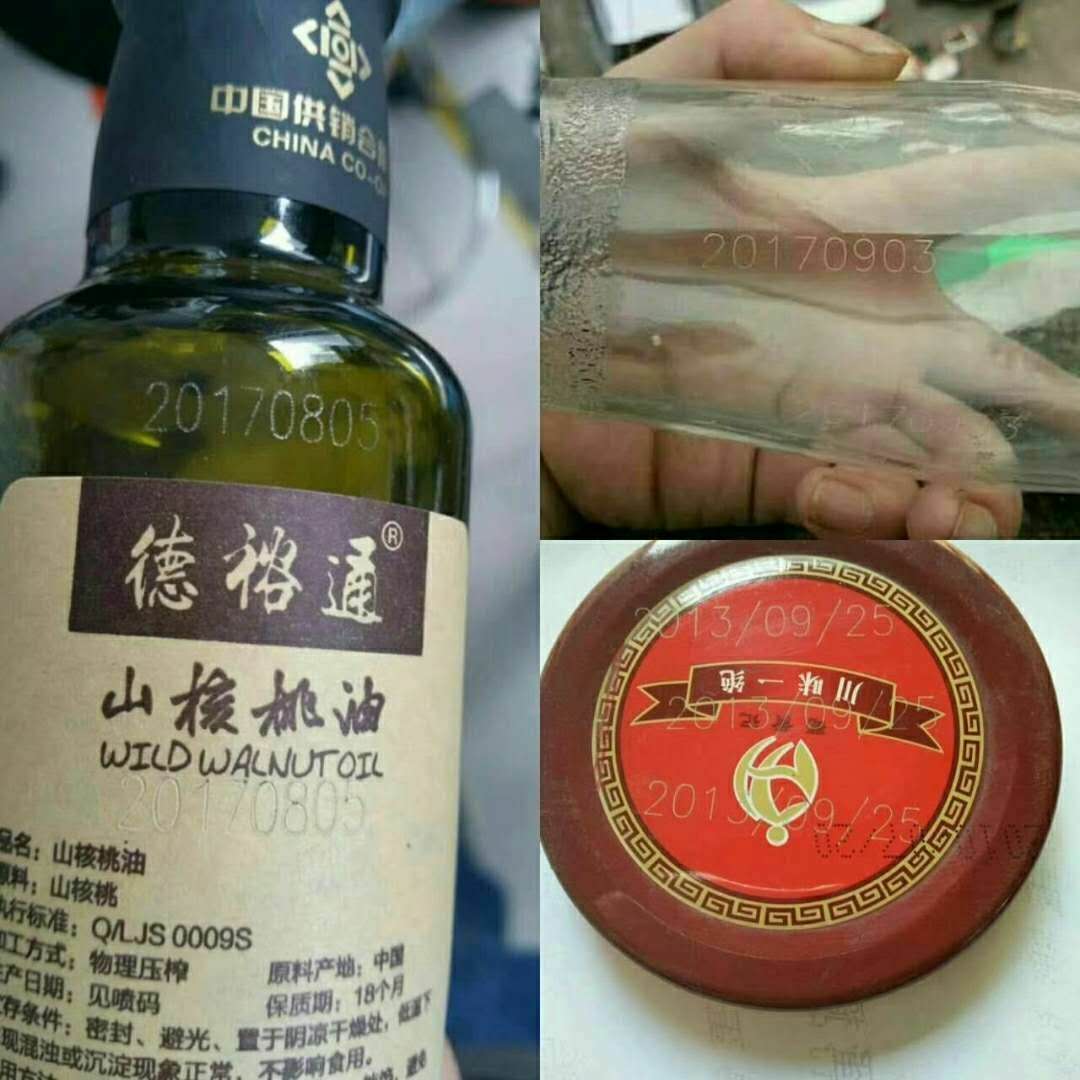 中国供销合
CHINA CO-O
20170805
德裕通®
山核桃油
WILD WALNUT OIL
20170805
品名：山核桃油
原料：山核桃
执行标准：Q/LJS 0009S
加工方式：物理压榨
原料产地：中国
生产日期：见喷码
保质期：18个月
贮存条件：密封、避光、置于阴凉干燥处，低温下
现混浊或沉淀现象正常，不影响食用。
20170903
2013/09/25
川味一绝
2013/09/25
2013/09/25